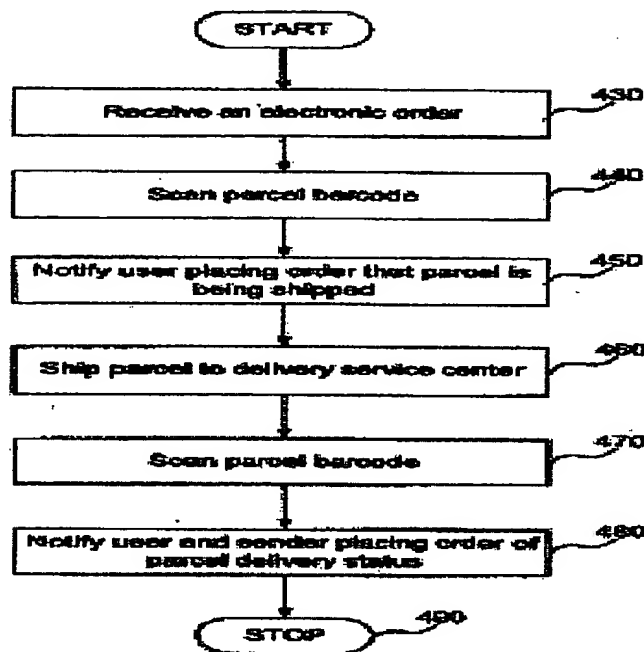 START
Receive an electronic order
430
Scan parcel barcode
440
Notify user placing order that parcel is
being shipped
450
Ship parcel to delivery service center
460
Scan parcel barcode
470
Notify user and sender placing order of
parcel delivery status
480
STOP
490